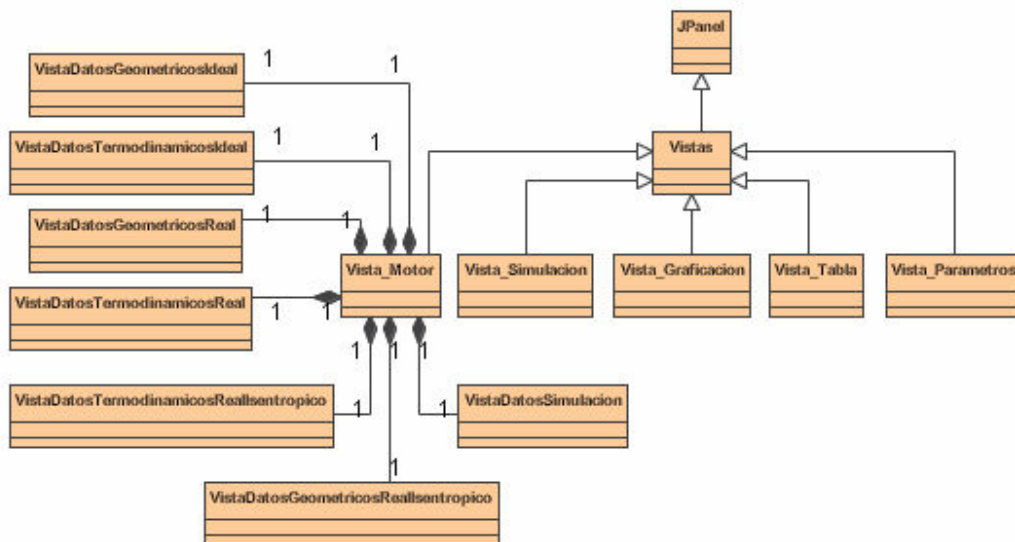 JPanel
VistaDatosGeometricosIdeal
1
1
VistaDatosTermodinamicosIdeal
1
1
Vistas
VistaDatosGeometricosReal
1
1
Vista_Motor
Vista_Simulacion
Vista_Graficacion
Vista_Tabla
Vista_Parametros
VistaDatosTermodinamicosReal
1
1
1
1
1
VistaDatosTermodinamicosRealIsentropico
1
1
VistaDatosSimulacion
1
VistaDatosGeometricosRealIsentropico